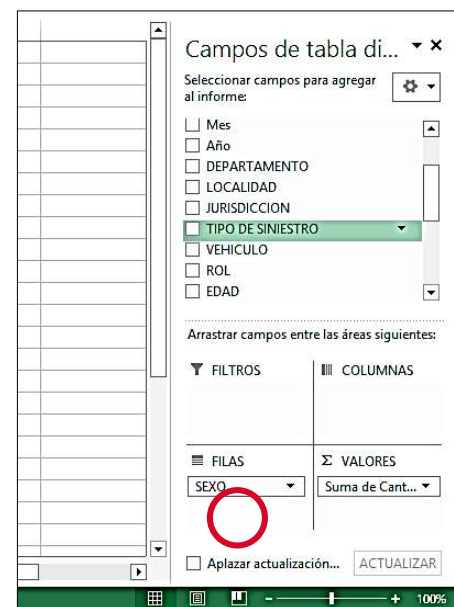 Campos de tabla di...
Seleccionar campos para agregar
al informe:
Mes
Año
DEPARTAMENTO
LOCALIDAD
JURISDICCION
TIPO DE SINIESTRO
VEHICULO
ROL
EDAD
Arrastrar campos entre las áreas siguientes:
FILTROS
COLUMNAS
FILAS
Σ VALORES
SEXO
Suma de Cant...
Aplazar actualización...
ACTUALIZAR
100%